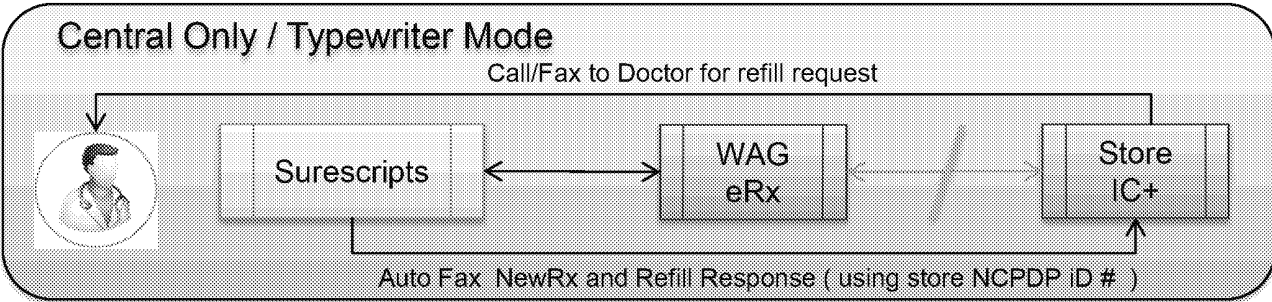 Central Only / Typewriter Mode
Call/Fax to Doctor for refill request
Surescripts
WAG
eRx
Store
IC+
Auto Fax NewRx and Refill Response ( using store NCPDP iD # )